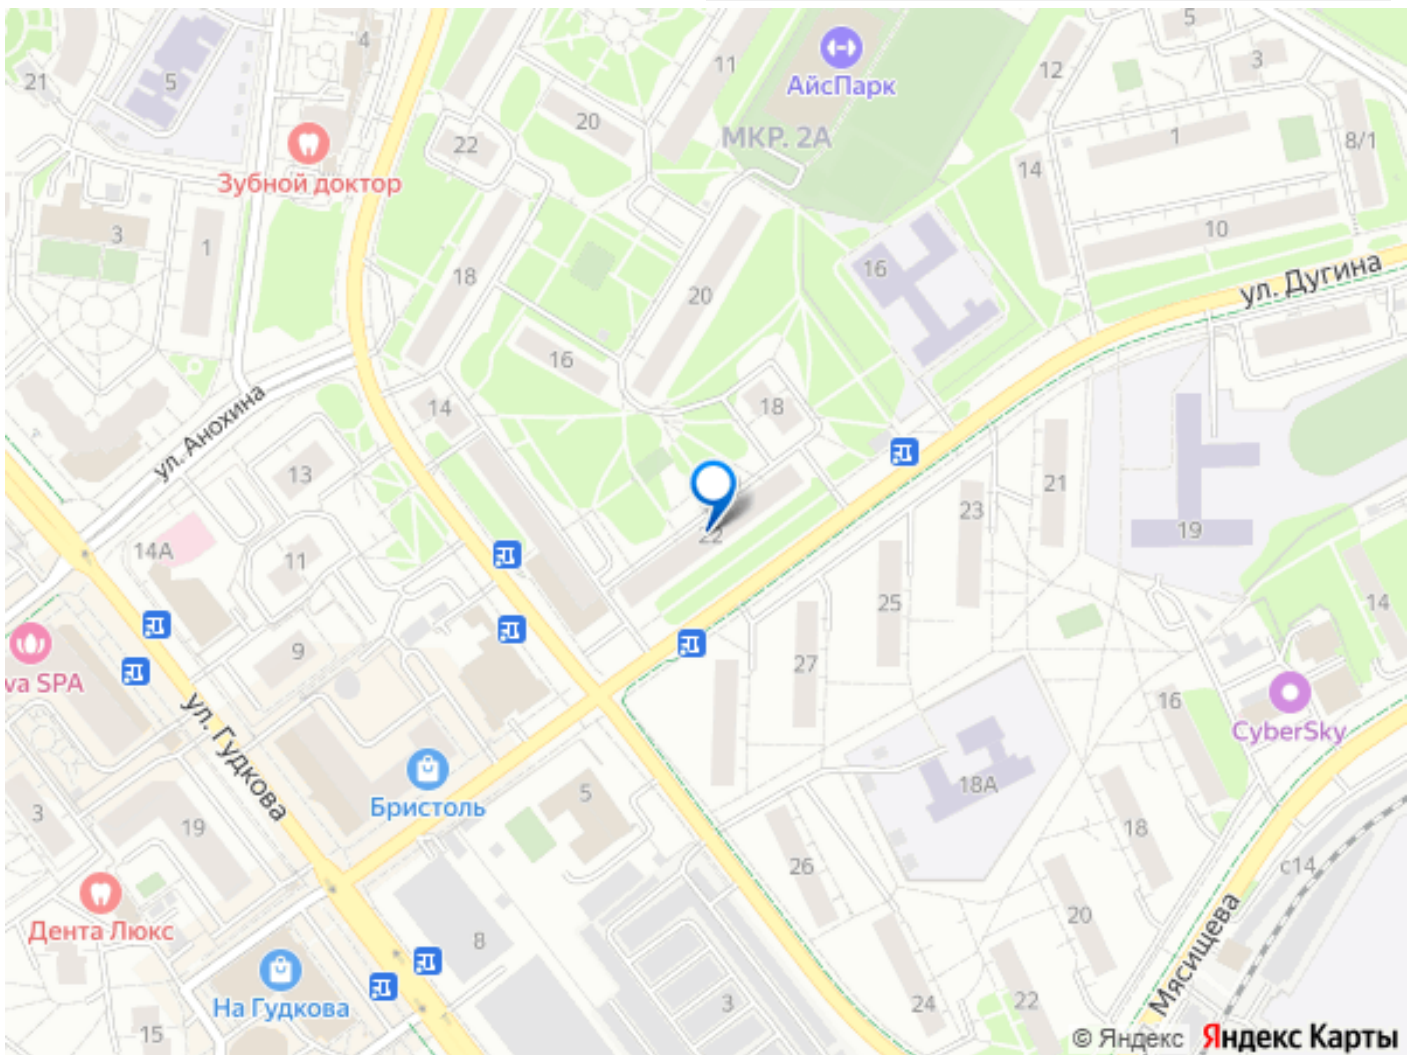 5
4
11
3
12
21
5
АйсПарк
20
МКР. 2А
1
8/1
22
Зубной доктор
14
3
1
10
18
16
20
ул. Дугина
16
ул. Анохина
14
18
13
22
23
21
19
14А
11
25
14
9
27
va SPA
16
ул. Гудкова
CyberSky
Бристоль
5
18А
3
19
18
26
с14
Дента Люкс
8
20
Мясищева
На Гудкова
3
24
22
15
© Яндекс Яндекс Карты